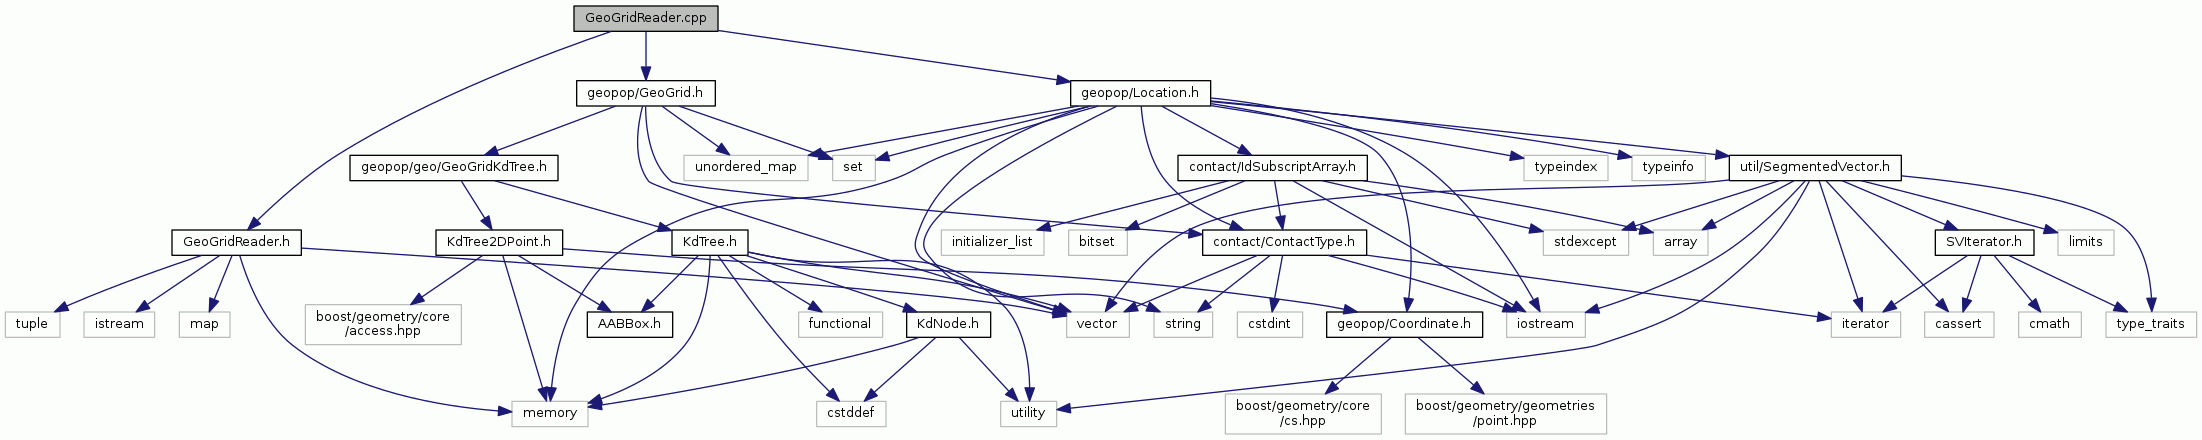 GeoGridReader.cpp
geopop/GeoGrid.h
geopop/Location.h
geopop/geo/GeoGridKdTree.h
unordered_map
set
contact/IdSubscriptArray.h
typeindex
typeinfo
util/SegmentedVector.h
GeoGridReader.h
KdTree2DPoint.h
KdTree.h
initializer_list
bitset
contact/ContactType.h
stdexcept
array
SVIterator.h
limits
tuple
istream
map
boost/geometry/core
/access.hpp
AABBox.h
functional
KdNode.h
vector
string
cstdint
geopop/Coordinate.h
iostream
iterator
cassert
cmath
type_traits
memory
cstddef
utility
boost/geometry/core
/cs.hpp
boost/geometry/geometries
/point.hpp